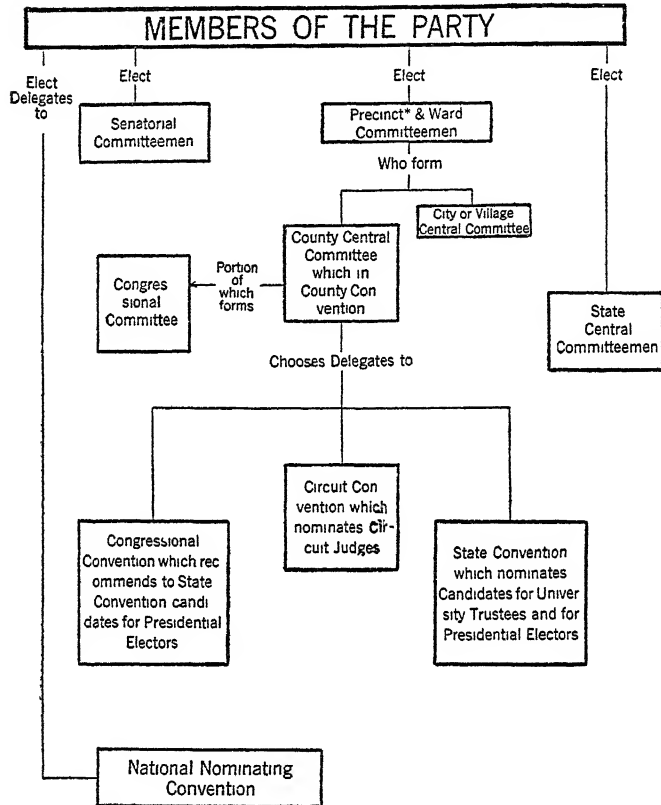 MEMBERS OF THE PARTY
Elect
Delegates
to
Elect
Elect
Elect
Senatorial
Committeemen
Precinct* & Ward
Committeemen
Who form
City or Village
Central Committee
County Central
Committee
which in
County Con
vention
Portion
of
which
forms
Congres
sional
Committee
State
Central
Committeemen
Chooses Delegates to
Congressional
Convention which rec
ommends to State
Convention candi
dates for Presidential
Electors
Circuit Con
vention which
nominates Cir-
cuit Judges
State Convention
which nominates
Candidates for Univer
sity Trustees and for
Presidential Electors
National Nominating
Convention